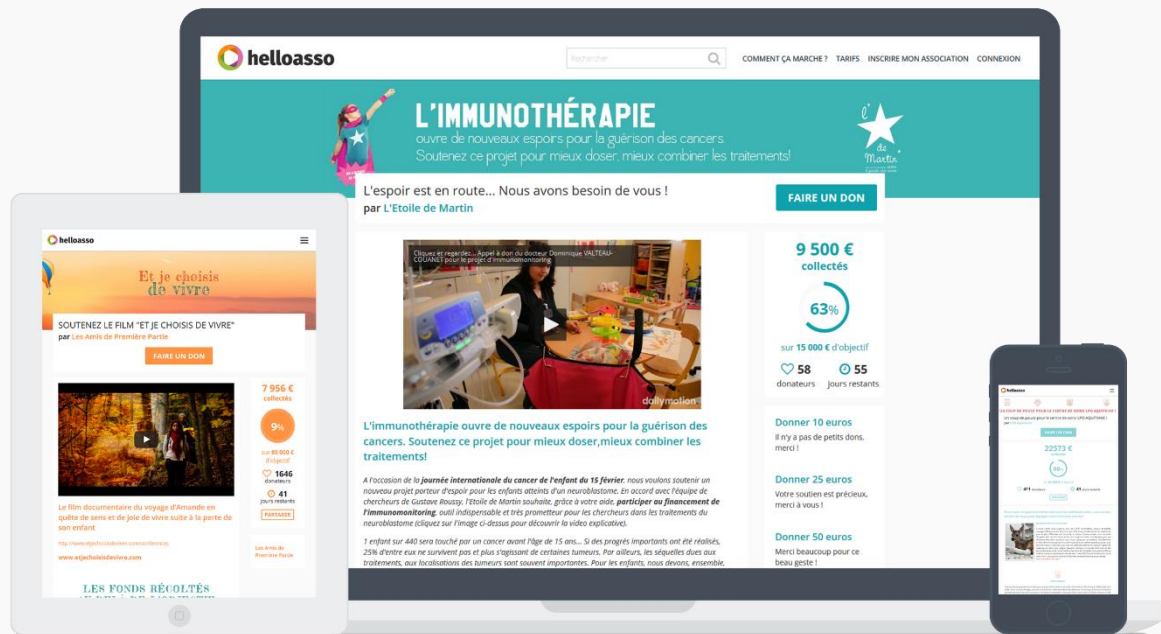 helloasso
Rechercher
COMMENT ÇA MARCHE ? TARIFS INSCRIRE MON ASSOCIATION CONNEXION
L'IMMUNOTHÉRAPIE
ouvre de nouveaux espoirs pour la guérison des cancers.
Soutenez ce projet pour mieux doser, mieux combiner les traitements!
l'
de
Martin
L'espoir est en route... Nous avons besoin de vous !
par L'Etoile de Martin
FAIRE UN DON
Cliquez et regardez... Appel à don du docteur Dominique VALTEAU-
COUANET pour le projet d'immunomonitoring
dailymotion
L'immunothérapie ouvre de nouveaux espoirs pour la guérison des
cancers. Soutenez ce projet pour mieux doser,mieux combiner les
traitements!
A l'occasion de la journée internationale du cancer de l'enfant du 15 février, nous voulons soutenir un
nouveau projet porteur d'espoir pour les enfants atteints d'un neuroblastome. En accord avec l'équipe de
chercheurs de Gustave Roussy, l'Etoile de Martin souhaite, grâce à votre aide, participer au financement de
l'immunomonitoring, outil indispensable et très prometteur pour les chercheurs dans les traitements du
neuroblastome (cliquez sur l'image ci-dessus pour découvrir la vidéo explicative).
1 enfant sur 440 sera touché par un cancer avant l'âge de 15 ans... Si des progrès importants ont été réalisés,
25% d'entre eux ne survivent pas et plus s'agissant de certaines tumeurs. Par ailleurs, les séquelles dues aux
traitements, aux localisations des tumeurs sont souvent importantes. Pour les enfants, nous devons, ensemble,
9 500 €
collectés
63%
sur 15 000 € d'objectif
58
donateurs
55
jours restants
Donner 10 euros
Il n'y a pas de petits dons,
merci !
Donner 25 euros
Votre soutien est précieux,
merci à vous !
Donner 50 euros
Merci beaucoup pour ce
beau geste !
helloasso
Et je choisis
de vivre
SOUTENEZ LE FILM "ET JE CHOISIS DE VIVRE"
par Les Amis de Première Partie
FAIRE UN DON
7 956 €
collectés
9%
d'objectif
1646
donateurs
41
jours restants
PARTAGER
Le film documentaire du voyage d'Amande en
quête de sens et de joie de vivre suite à la perte de
son enfant
www.etjechoisisdevivre.com
Les Amis de
Première Partie
LES FONDS RÉCOLTÉS
helloasso
FAIRE UN DON
22573 €